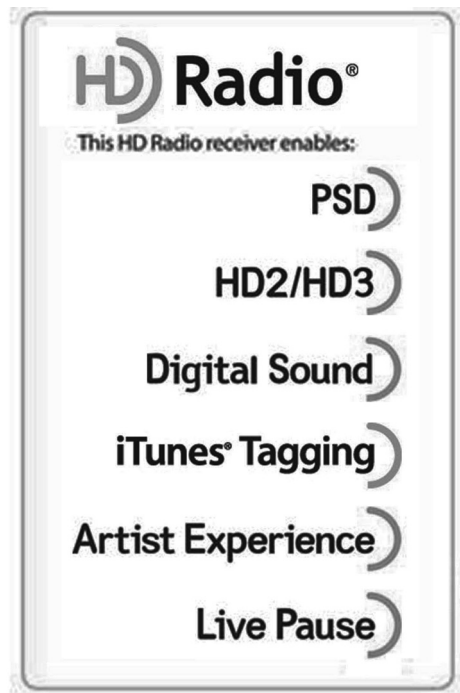 HD Radio®
This HD Radio receiver enables:
PSD
HD2/HD3
Digital Sound
iTunes® Tagging
Artist Experience
Live Pause